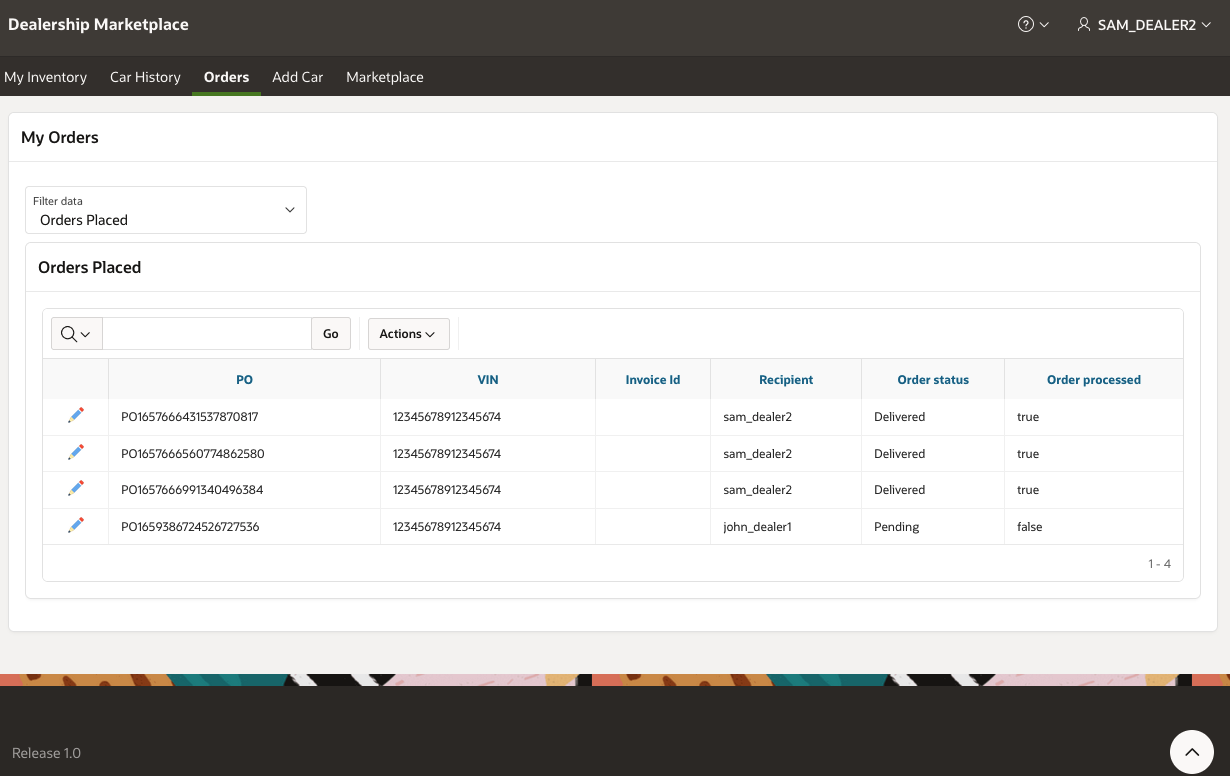 Dealership Marketplace
SAM_DEALER2
My Inventory Car History Orders Add Car Marketplace
My Orders
Filter data
Orders Placed
Orders Placed
Go Actions
PO VIN Invoice Id Recipient Order status Order processed
PO1657666431537870817 12345678912345674 sam_dealer2 Delivered true
PO1657666560774862580 12345678912345674 sam_dealer2 Delivered true
PO1657666991340496384 12345678912345674 sam_dealer2 Delivered true
PO1659386724526727536 12345678912345674 john_dealer1 Pending false
1 - 4
Release 1.0